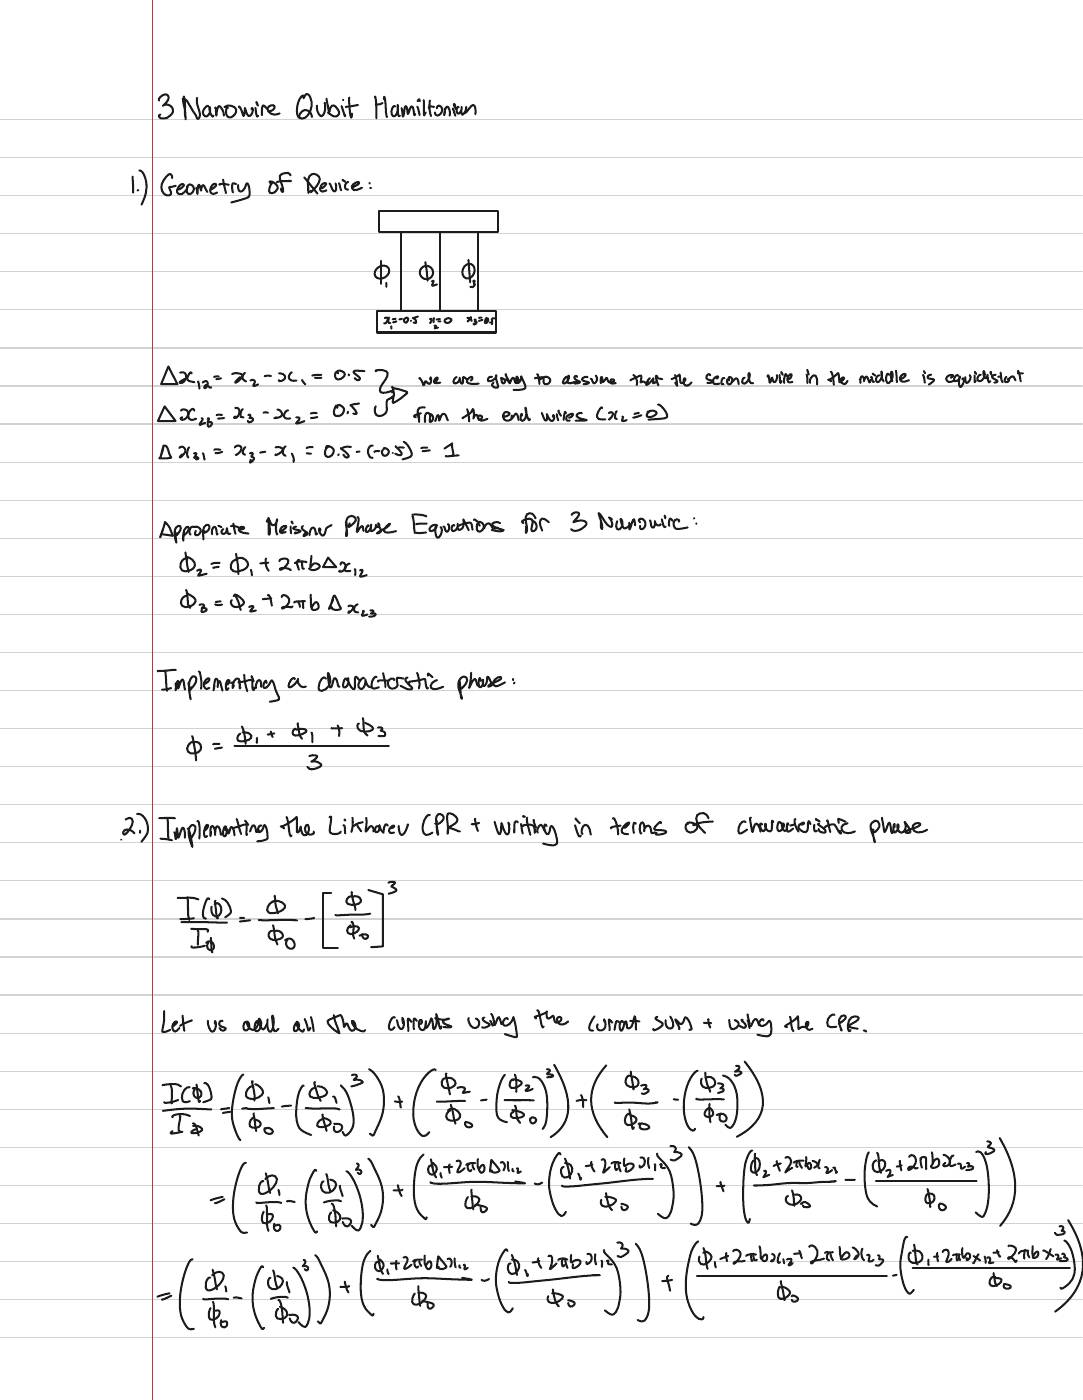 3 Nanowire Qubit Hamiltonian
1.) Geometry of Device:
ϕ₁ ϕ₂ ϕ₃
x₁=-0.5 x₂=0 x₃=0.5
Δx₁₂ = x₂ - x₁ = 0.5 we are going to assume that the second wire in the middle is equidistant
Δx₂₃ = x₃ - x₂ = 0.5 from the end wires (x₂=0)
Δx₃₁ = x₃ - x₁ = 0.5 - (-0.5) = 1
Appropriate Meissner Phase Equations for 3 Nanowire:
ϕ₂ = ϕ₁ + 2πbΔx₁₂
ϕ₃ = ϕ₂ + 2πbΔx₂₃
Implementing a characteristic phase:
ϕ = (ϕ₁ + ϕ₁ + ϕ₃)/3
2.) Implementing the Likharev CPR + writing in terms of characteristic phase
I(ϕ)/I_ϕ = ϕ/ϕ₀ - [ϕ/ϕ₀]³
Let us add all the currents using the current sum + using the CPR.
I(ϕ)/I_ϕ = (ϕ₁/ϕ₀ - (ϕ₁/ϕ₀)³) + (ϕ₂/ϕ₀ - (ϕ₂/ϕ₀)³) + (ϕ₃/ϕ₀ - (ϕ₃/ϕ₀)³)
= (ϕ₁/ϕ₀ - (ϕ₁/ϕ₀)³) + ((ϕ₁+2πbΔx₁₂)/ϕ₀ - ((ϕ₁+2πbx₁₂)/ϕ₀)³) + ((ϕ₂+2πbx₂₃)/ϕ₀ - ((ϕ₂+2πbx₂₃)/ϕ₀)³)
= (ϕ₁/ϕ₀ - (ϕ₁/ϕ₀)³) + ((ϕ₁+2πbΔx₁₂)/ϕ₀ - ((ϕ₁+2πbx₁₂)/ϕ₀)³) + ((ϕ₁+2πbx₁₂+2πbx₂₃)/ϕ₀ - ((ϕ₁+2πbx₁₂+2πbx₂₃)/ϕ₀)³)